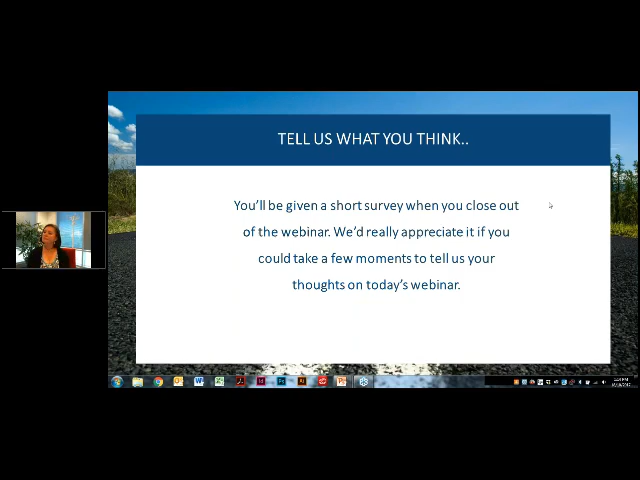 TELL US WHAT YOU THINK..
You'll be given a short survey when you close out
of the webinar. We'd really appreciate it if you
could take a few moments to tell us your
thoughts on today's webinar.